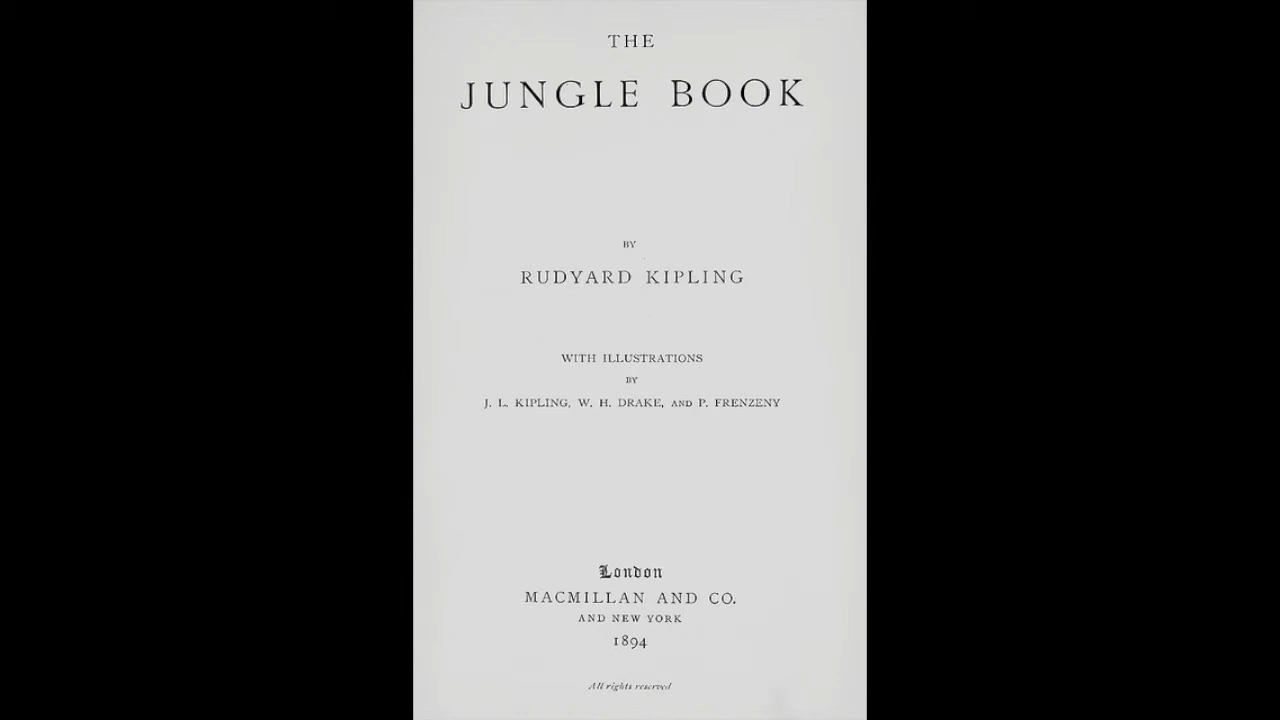 THE
JUNGLE BOOK
BY
RUDYARD KIPLING
WITH ILLUSTRATIONS
BY
J. L. KIPLING, W. H. DRAKE, AND P. FRENZENY
London
MACMILLAN AND CO.
AND NEW YORK
1894
All rights reserved